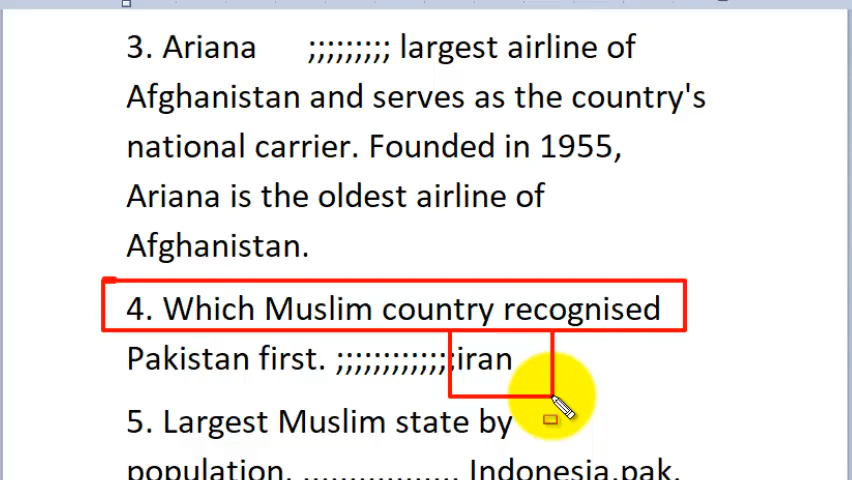 3. Ariana ;;;;;;;;; largest airline of
Afghanistan and serves as the country's
national carrier. Founded in 1955,
Ariana is the oldest airline of
Afghanistan.
4. Which Muslim country recognised
Pakistan first. ;;;;;;;;;;;;;iran
5. Largest Muslim state by
population. ................. Indonesia,pak,